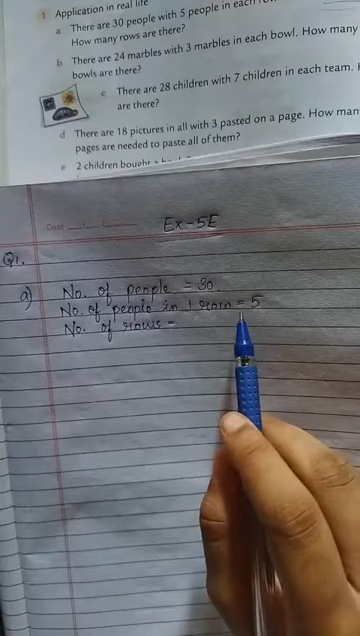 1 Application in real life
a There are 30 people with 5 people in each
How many rows are there?
b There are 24 marbles with 3 marbles in each bowl. How many
bowls are there?
c There are 28 children with 7 children in each team.
are there?
d There are 18 pictures in all with 3 pasted on a page. How
pages are needed to paste all of them?
e 2 children bought a
Date
Ex-5E
Q1.
a) No. of people = 30
No. of people in 1 row = 5
No. of rows =